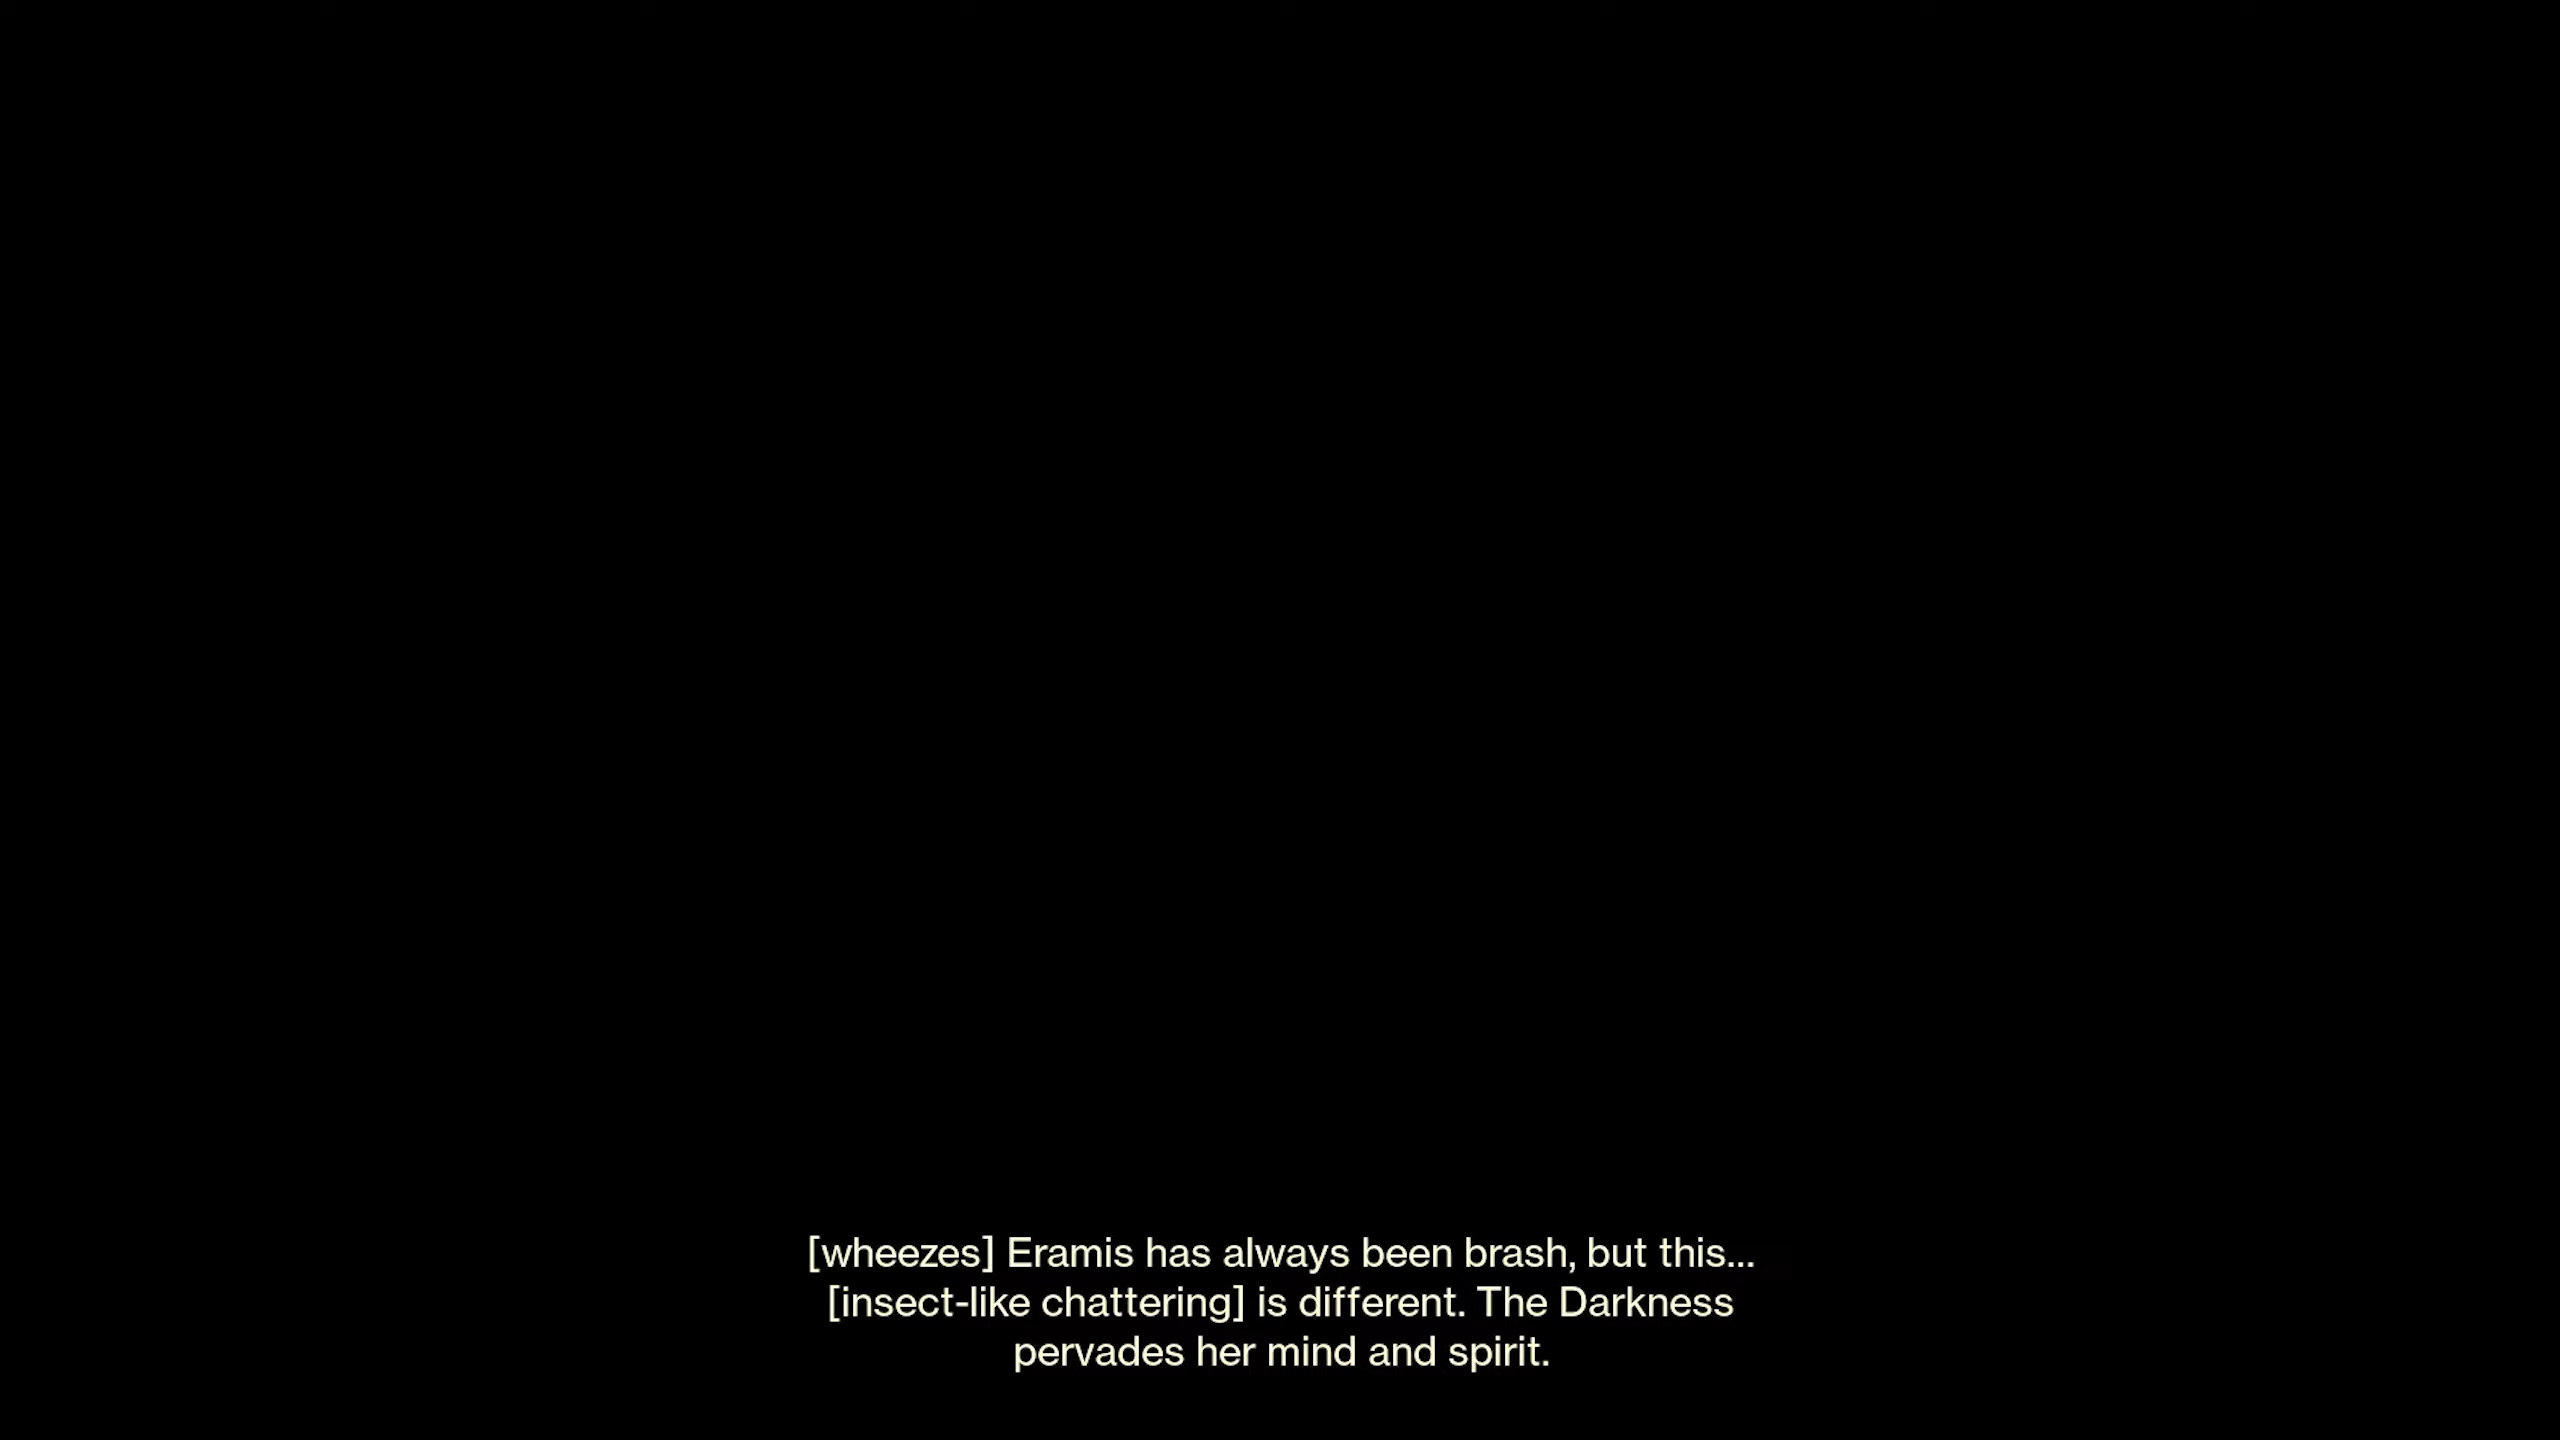 [wheezes] Eramis has always been brash, but this...
[insect-like chattering] is different. The Darkness
pervades her mind and spirit.